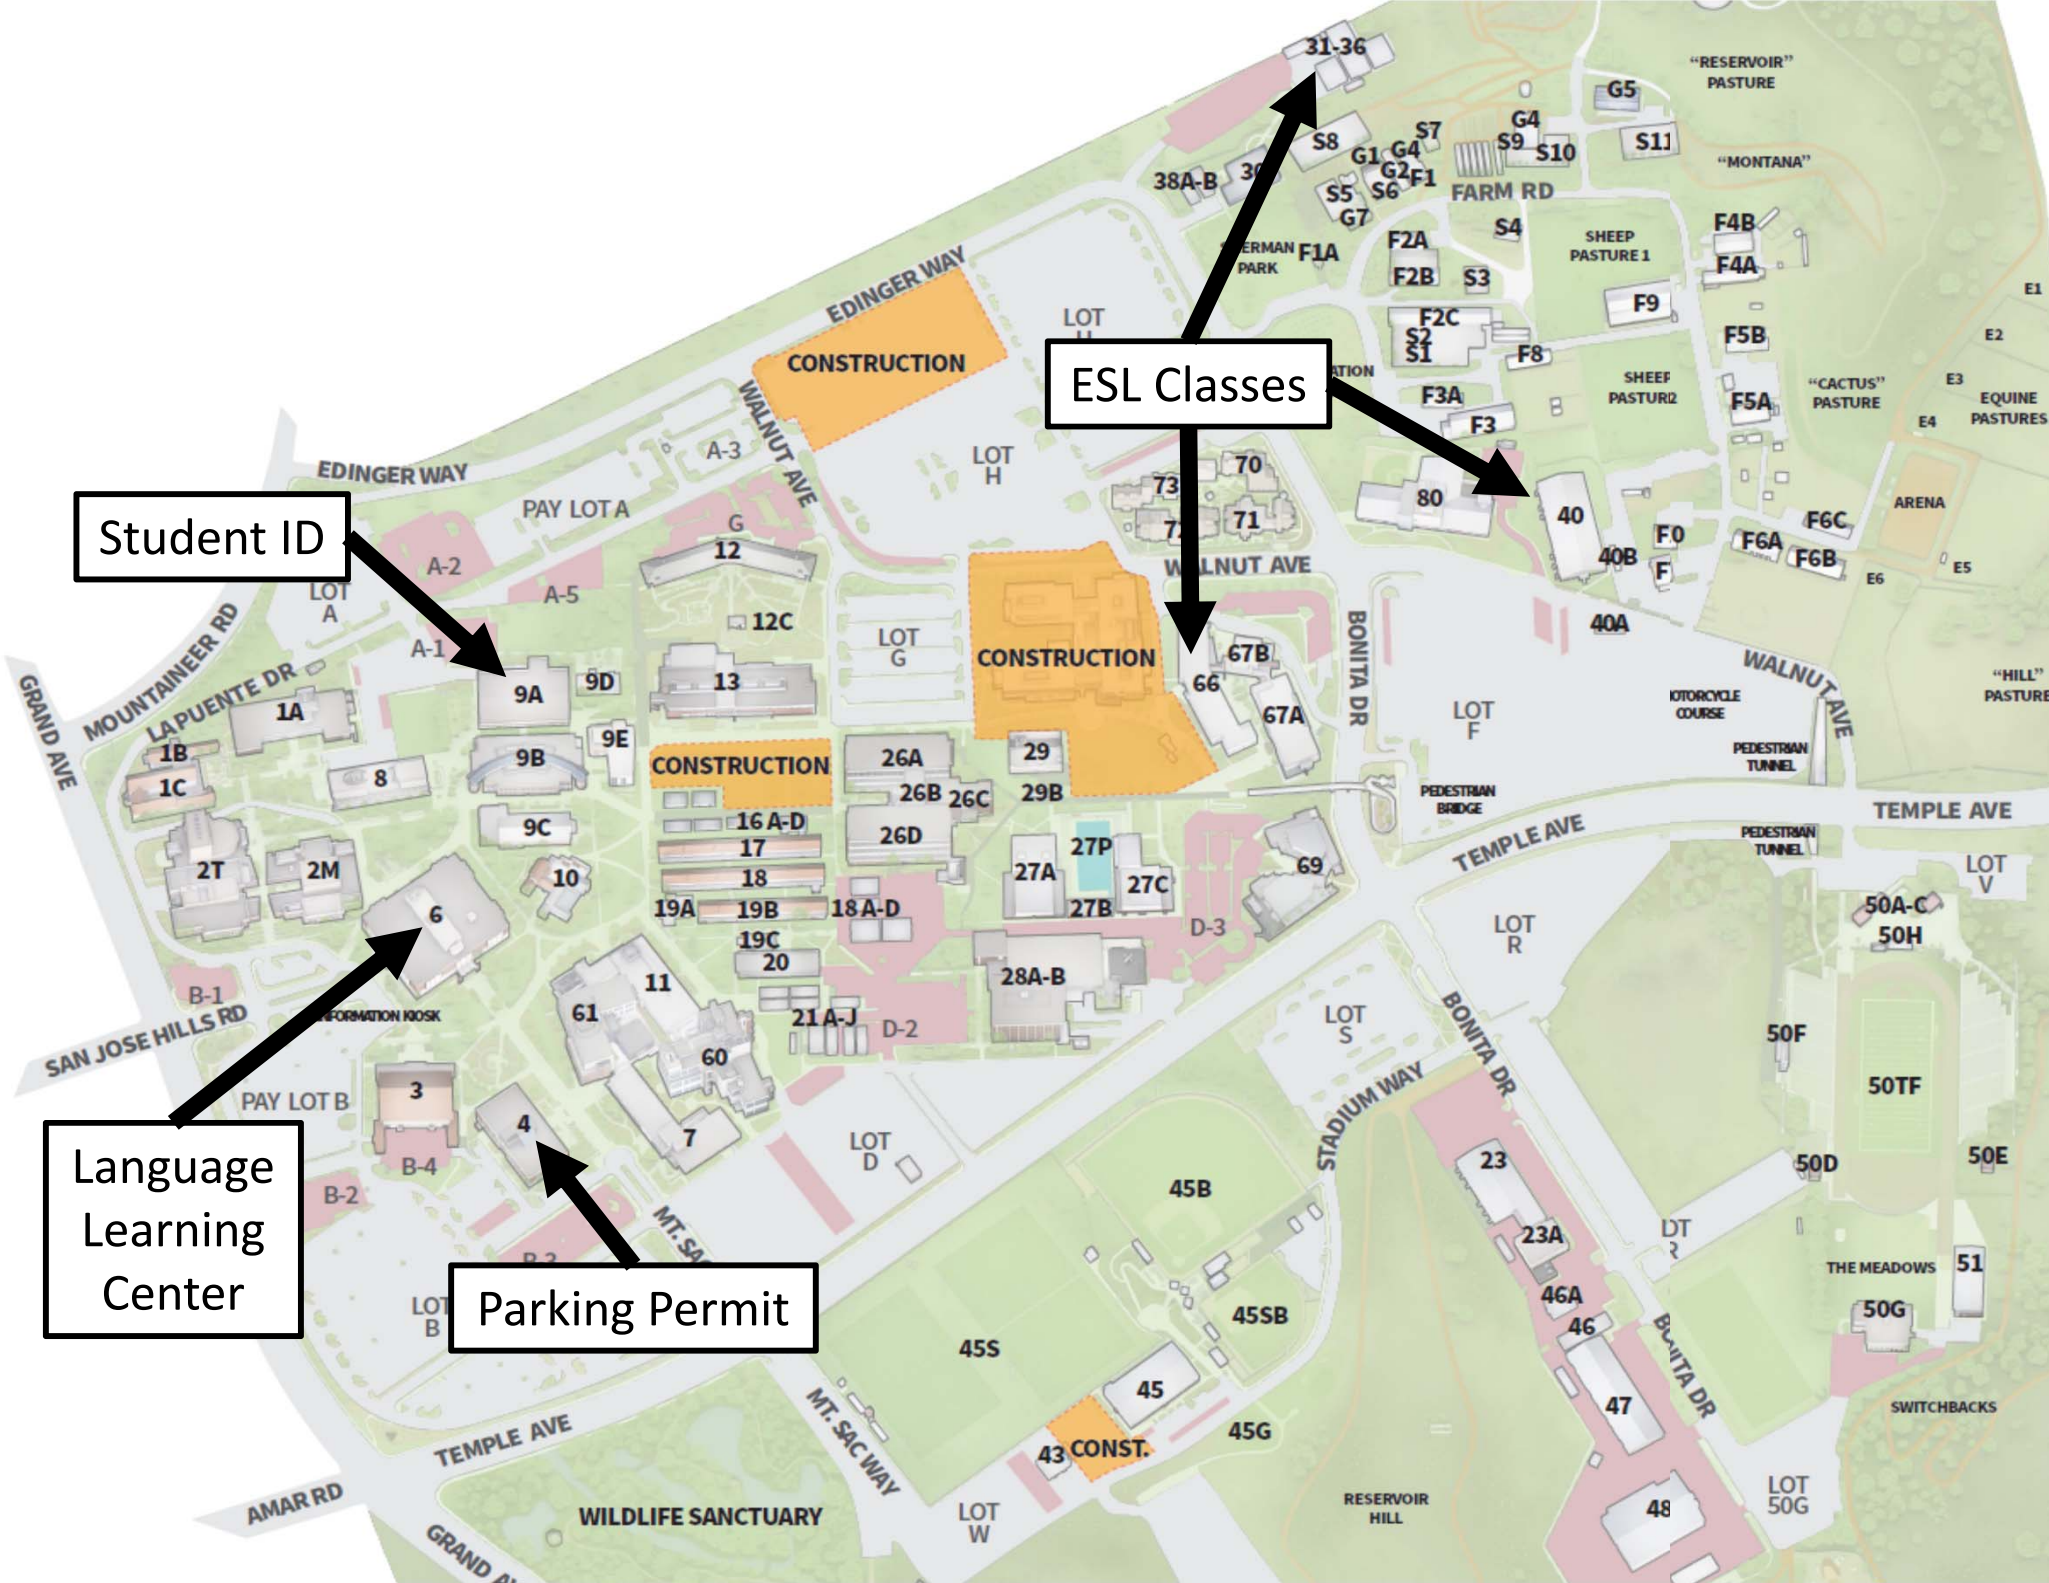 31-36
"RESERVOIR"
PASTURE
G5
S8
S7
G1
G4
G2
F1
S6
S5
G7
G4
S9
S10
S11
"MONTANA"
38A-B
FARM RD
F1A
PARK
F2A
F2B
S4
S3
SHEEP
PASTURE 1
F4B
F4A
F9
E1
E2
E3
E4
EDINGER WAY
CONSTRUCTION
LOT
F2C
S2
S1
F8
F5B
F5A
F3A
F3
"CACTUS"
PASTURE
EQUINE
PASTURES
ESL Classes
WALNUT AVE
A-3
LOT
H
EDINGER WAY
PAY LOT A
G
12
73
70
71
80
40
40B
ARENA
F6A
F6B
F6C
E5
E6
Student ID
A-2
A-5
LOT
A
A-1
12C
LOT
G
CONSTRUCTION
WALNUT AVE
67B
66
67A
BONITA DR
40A
WALNUT AVE
"HILL"
MOUNTAINEER RD
LA PUENTE DR
GRAND AVE
1A
1B
1C
9A
9D
9B
9E
9C
8
13
CONSTRUCTION
26A
26B
26C
26D
29
29B
LOT
F
COURSE
PEDESTRIAN
TUNNEL
PEDESTRIAN
BRIDGE
TEMPLE AVE
TEMPLE AVE
PEDESTRIAN
TUNNEL
LOT
V
2T
2M
6
10
16 A-D
17
18
19A
19B
18 A-D
19C
20
27A
27P
27C
27B
69
D-3
LOT
R
50A-C
50H
B-1
SAN JOSE HILLS RD
INFORMATION KIOSK
11
61
60
21 A-J
D-2
28A-B
LOT
S
BONITA DR
STADIUM WAY
50F
50TF
50D
50E
PAY LOT B
3
4
7
B-4
B-2
LOT
D
45B
23
23A
Language
Learning
Center
Parking Permit
LOT
B
45S
45SB
45
46A
46
47
48
BONITA DR
THE MEADOWS
51
50G
SWITCHBACKS
MT. SAC WAY
TEMPLE AVE
AMAR RD
43
CONST.
45G
WILDLIFE SANCTUARY
LOT
W
RESERVOIR
HILL
LOT
50G